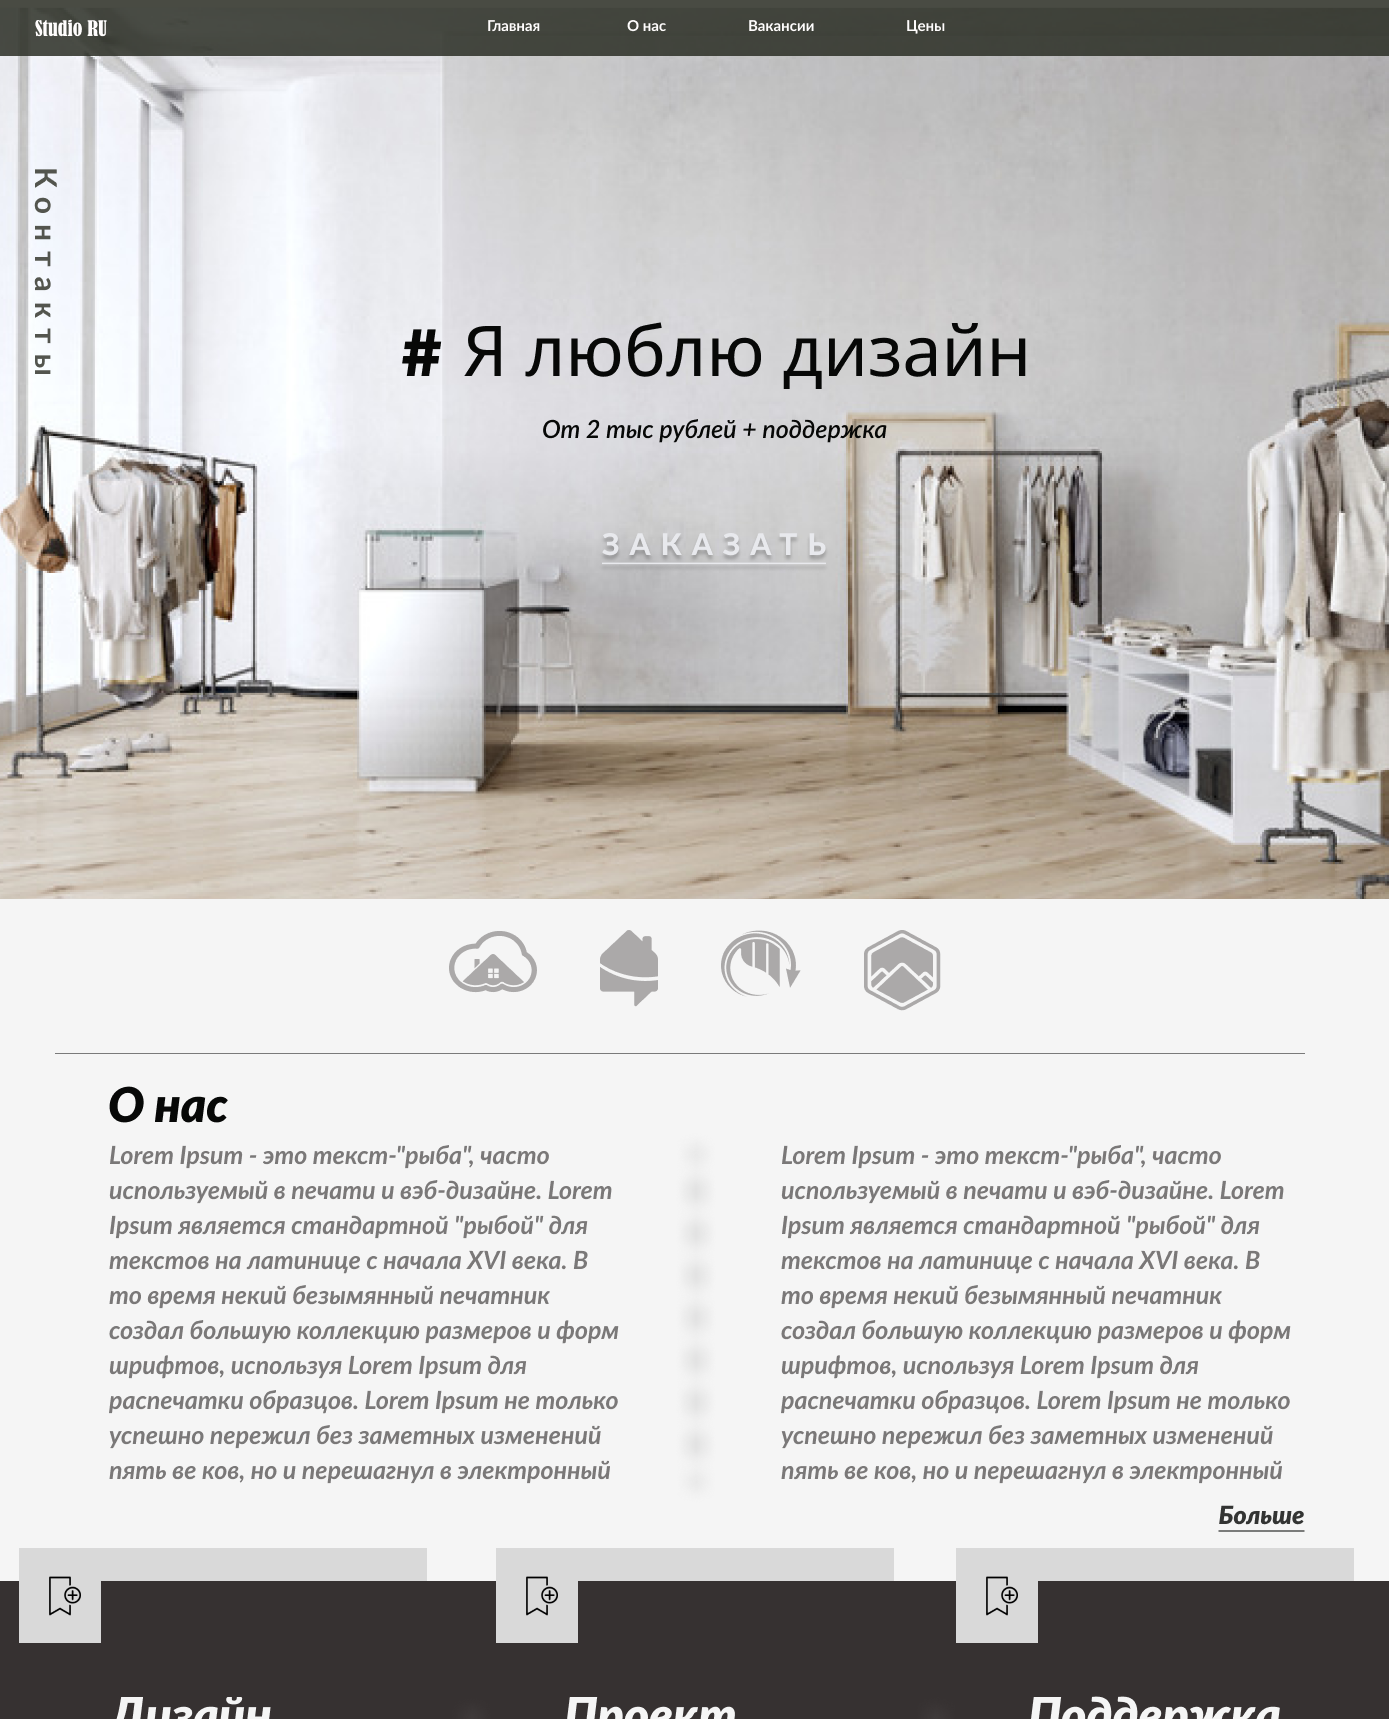 Studio RU
Главная
О нас
Вакансии
Цены
Контакты
# Я люблю дизайн
От 2 тыс рублей + поддержка
ЗАКАЗАТЬ
О нас
Lorem Ipsum - это текст-"рыба", часто
используемый в печати и вэб-дизайне. Lorem
Ipsum является стандартной "рыбой" для
текстов на латинице с начала XVI века. В
то время некий безымянный печатник
создал большую коллекцию размеров и форм
шрифтов, используя Lorem Ipsum для
распечатки образцов. Lorem Ipsum не только
успешно пережил без заметных изменений
пять ве ков, но и перешагнул в электронный
Lorem Ipsum - это текст-"рыба", часто
используемый в печати и вэб-дизайне. Lorem
Ipsum является стандартной "рыбой" для
текстов на латинице с начала XVI века. В
то время некий безымянный печатник
создал большую коллекцию размеров и форм
шрифтов, используя Lorem Ipsum для
распечатки образцов. Lorem Ipsum не только
успешно пережил без заметных изменений
пять ве ков, но и перешагнул в электронный
Больше
Дизайн
Проект
Поддержка